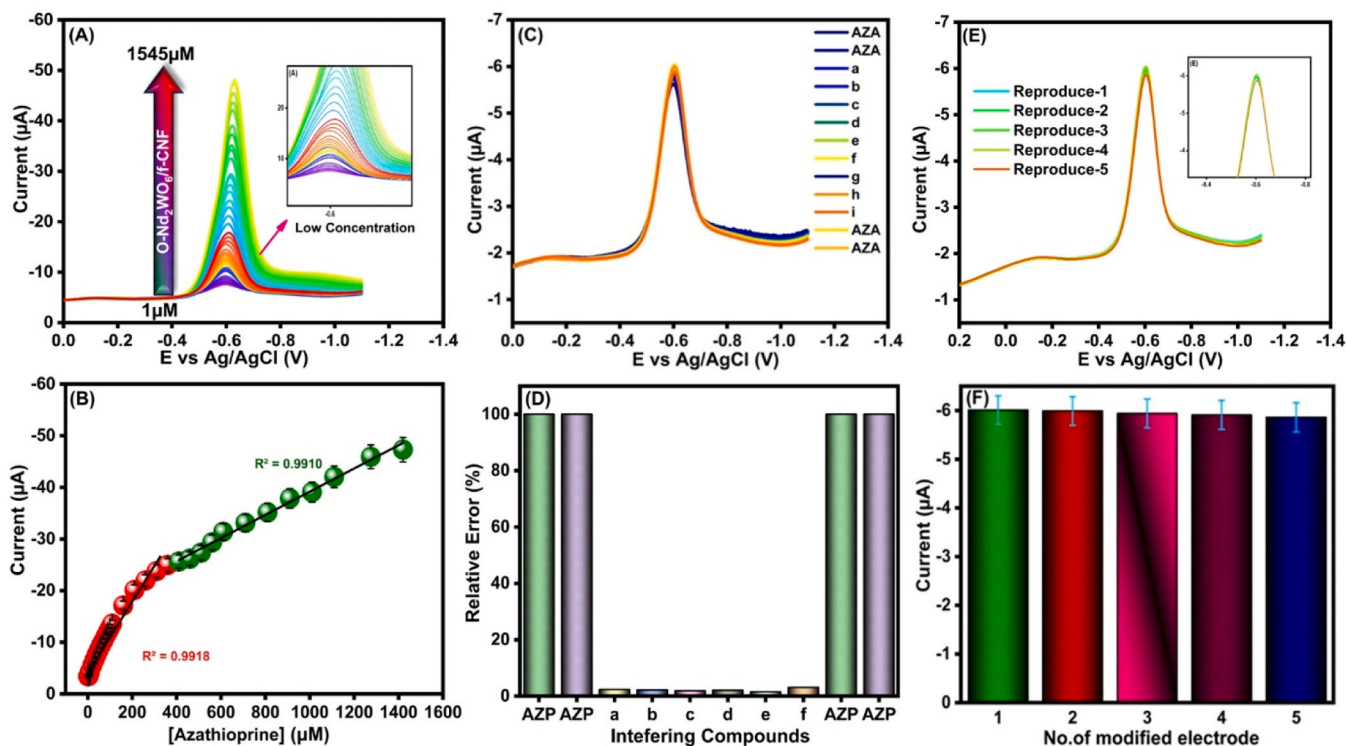 (A)
-60
-50
-40
-30
-20
-10
0
Current (µA)
1545µM
O-Nd₂WO₆/f-CNF
1µM
(A)
20
10
-0.6
Low Concentration
0.0 -0.2 -0.4 -0.6 -0.8 -1.0 -1.2 -1.4
E vs Ag/AgCl (V)
(C)
-7
-6
-5
-4
-3
-2
-1
Current (µA)
AZA
AZA
a
b
c
d
e
f
g
h
i
AZA
AZA
0.0 -0.2 -0.4 -0.6 -0.8 -1.0 -1.2 -1.4
E vs Ag/AgCl (V)
(E)
-7
-6
-5
-4
-3
-2
-1
Current (µA)
Reproduce-1
Reproduce-2
Reproduce-3
Reproduce-4
Reproduce-5
(E)
-6
-5
-4
-0.4 -0.6 -0.8
0.2 0.0 -0.2 -0.4 -0.6 -0.8 -1.0 -1.2 -1.4
E vs Ag/AgCl (V)
(B)
-60
-50
-40
-30
-20
-10
0
Current (µA)
R² = 0.9910
R² = 0.9918
0 200 400 600 800 1000 1200 1400 1600
[Azathioprine] (µM)
(D)
100
80
60
40
20
0
Relative Error (%)
AZP AZP a b c d e f AZP AZP
Intefering Compounds
(F)
-6
-5
-4
-3
-2
-1
0
Current (µA)
1 2 3 4 5
No.of modified electrode